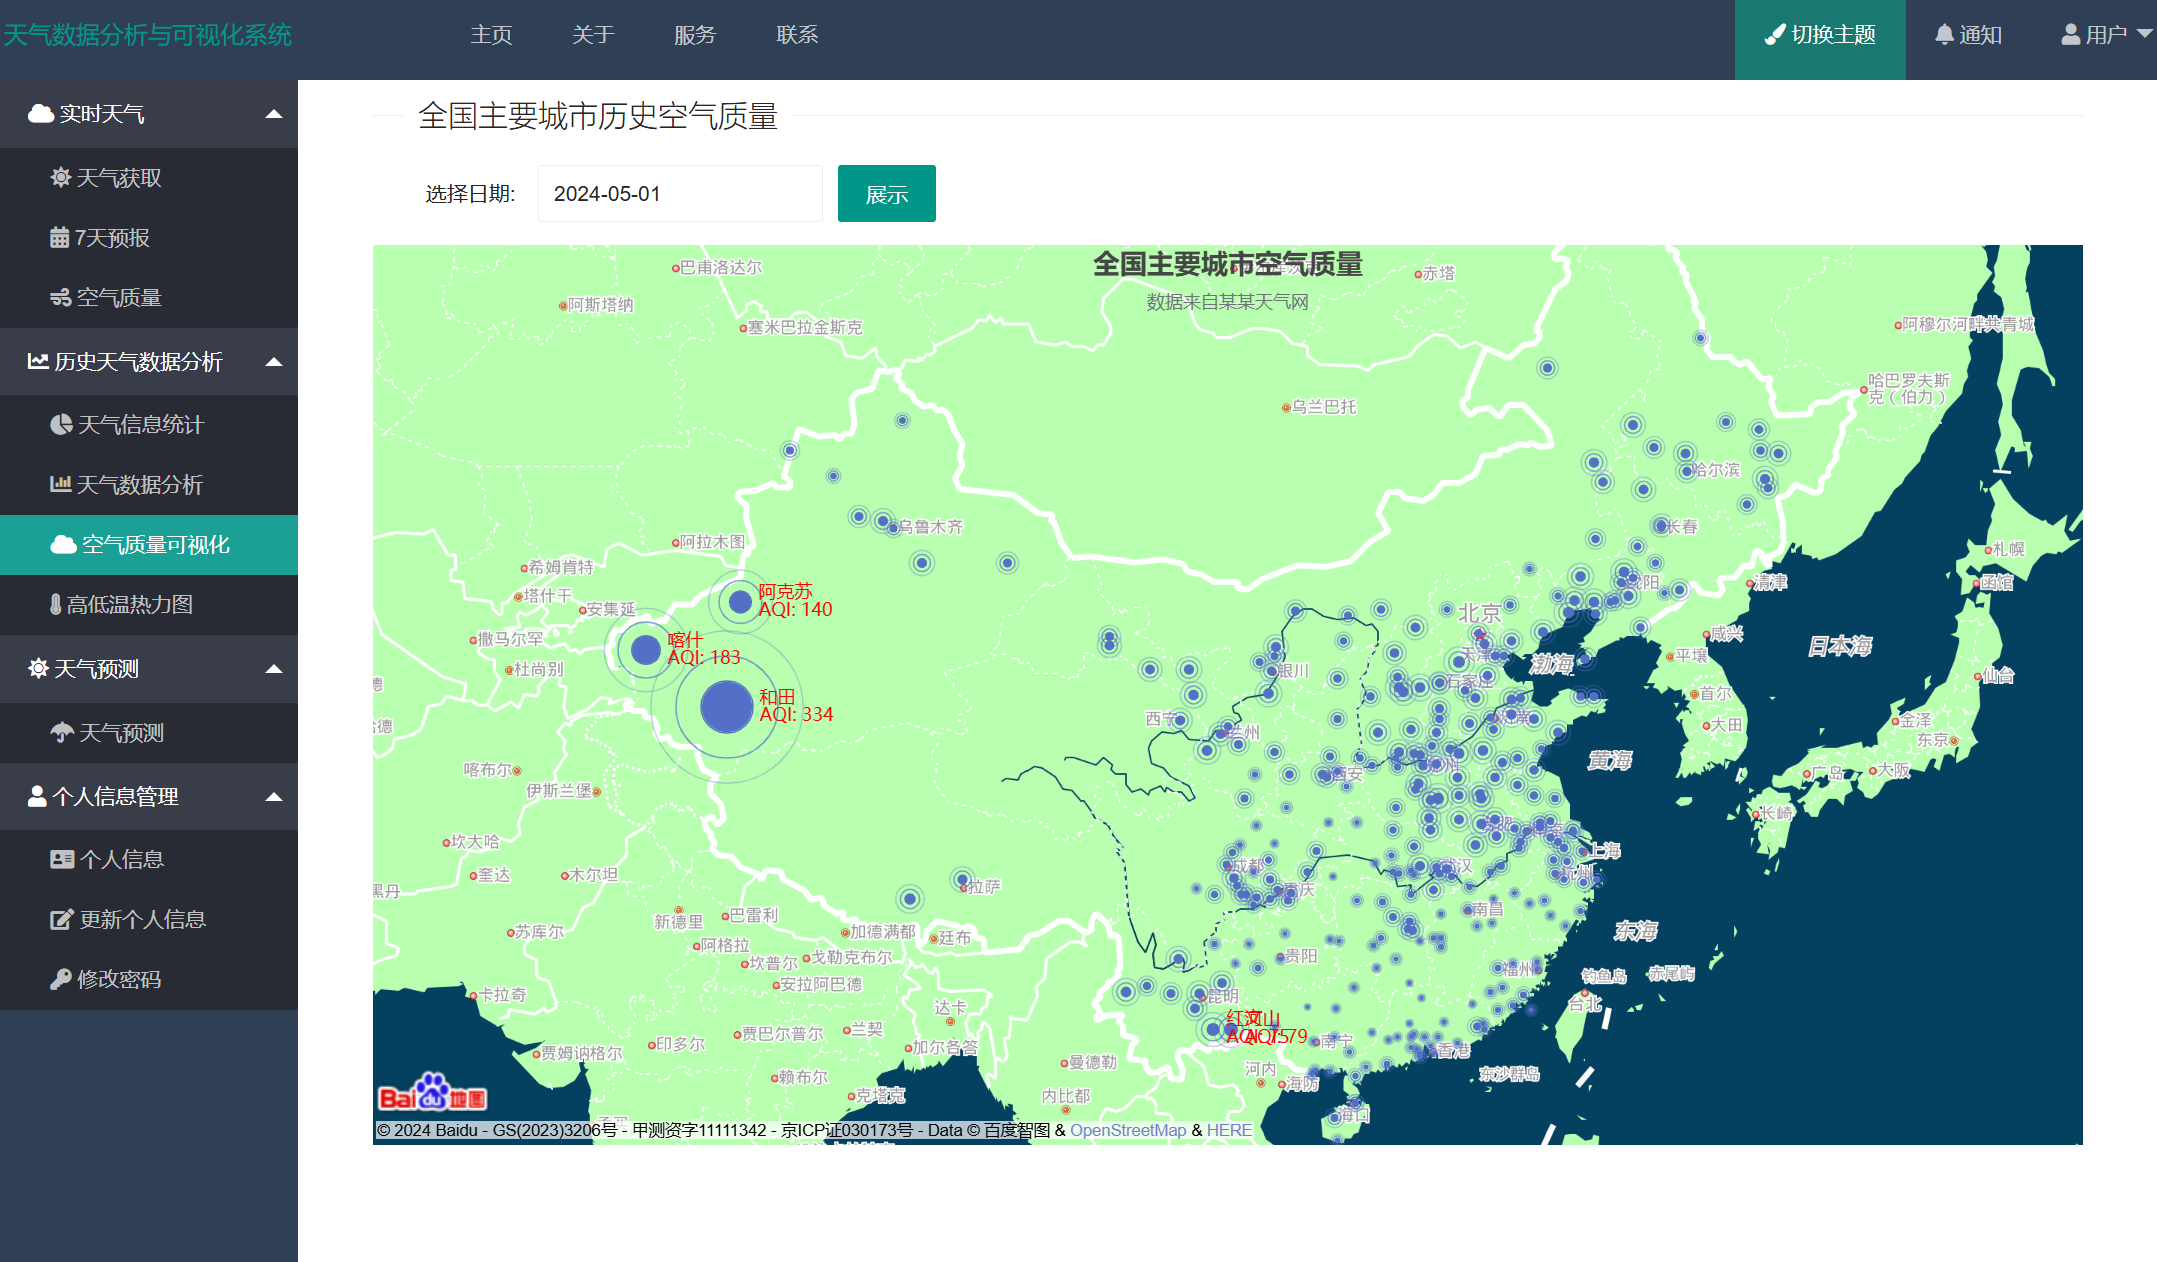 天气数据分析与可视化系统
主页
关于
服务
联系
切换主题
通知
用户
实时天气
天气获取
7天预报
空气质量
历史天气数据分析
天气信息统计
天气数据分析
空气质量可视化
高低温热力图
天气预测
天气预测
个人信息管理
个人信息
更新个人信息
修改密码
全国主要城市历史空气质量
选择日期:
2024-05-01
展示
全国主要城市空气质量
数据来自某某天气网
巴甫洛达尔
赤塔
阿斯塔纳
塞米巴拉金斯克
阿穆尔河畔共青城
哈巴罗夫斯
克（伯力）
乌兰巴托
哈尔滨
乌鲁木齐
长春
阿拉木图
札幌
希姆肯特
清津
函馆
阿克苏
AQI: 140
塔什干
安集延
北京
咸兴
撒马尔罕
喀什
AQI: 183
日本海
天津
渤海
平壤
杜尚别
银川
石家庄
仙台
和田
AQI: 334
首尔
西宁
兰州
大田
金泽
东京
黄海
喀布尔
西安
广岛
大阪
伊斯兰堡
长崎
坎大哈
上海
成都
武汉
杭州
奎达
木尔坦
拉萨
重庆
黑丹
新德里
巴雷利
南昌
苏库尔
加德满都
廷布
东海
阿格拉
坎普尔
戈勒克布尔
贵阳
福州
钓鱼岛
赤尾屿
安拉阿巴德
卡拉奇
达卡
昆明
台北
红河
文山
AQI: 79
贾巴尔普尔
兰契
印多尔
加尔各答
南宁
香港
贾姆讷格尔
曼德勒
河内
海防
东沙群岛
赖布尔
克塔克
内比都
海口
Bai du 地图
© 2024 Baidu - GS(2023)3206号 - 甲测资字11111342 - 京ICP证030173号 - Data © 百度智图 & OpenStreetMap & HERE